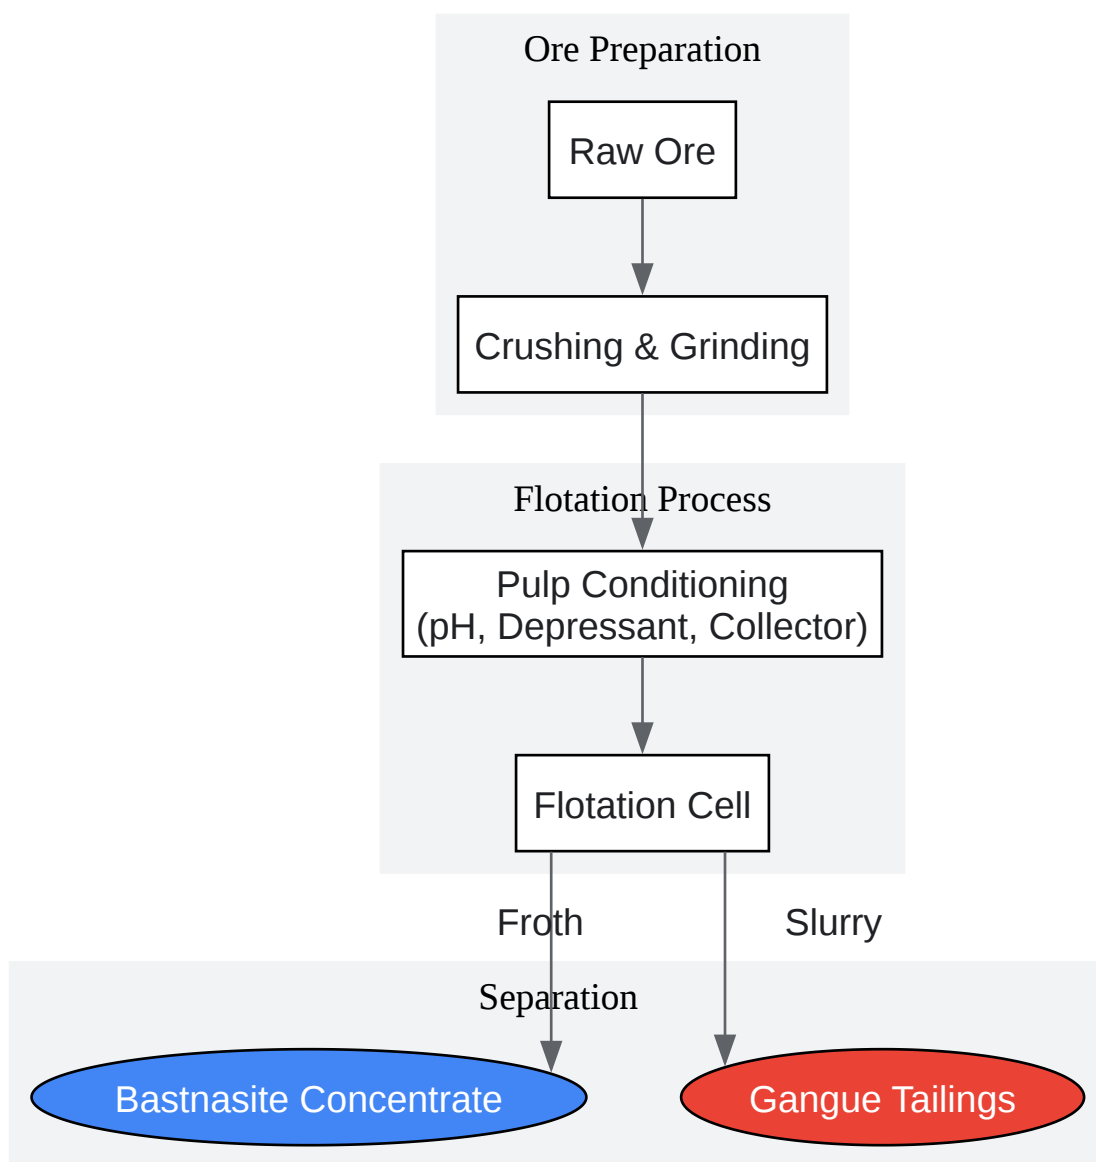 Ore Preparation
Raw Ore
Crushing & Grinding
Flotation Process
Pulp Conditioning
(pH, Depressant, Collector)
Flotation Cell
Froth
Slurry
Separation
Bastnasite Concentrate
Gangue Tailings